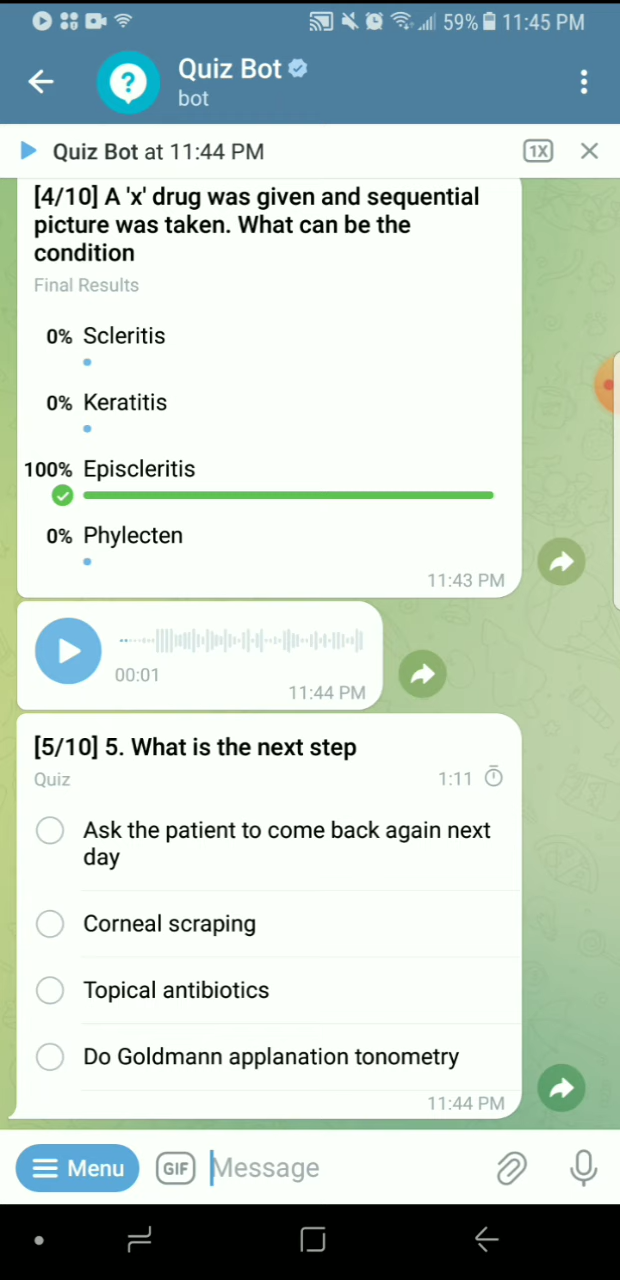 59% 11:45 PM
Quiz Bot
bot
Quiz Bot at 11:44 PM
1X
[4/10] A 'x' drug was given and sequential
picture was taken. What can be the
condition
Final Results
0% Scleritis
0% Keratitis
100% Episcleritis
0% Phylecten
11:43 PM
00:01
11:44 PM
[5/10] 5. What is the next step
Quiz
1:11
Ask the patient to come back again next
day
Corneal scraping
Topical antibiotics
Do Goldmann applanation tonometry
11:44 PM
Menu
GIF
Message